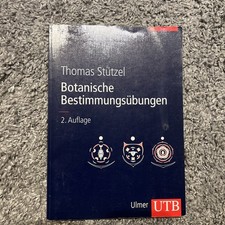 Thomas Stützel
Botanische
Bestimmungsübungen
2. Auflage
Ulmer UTB